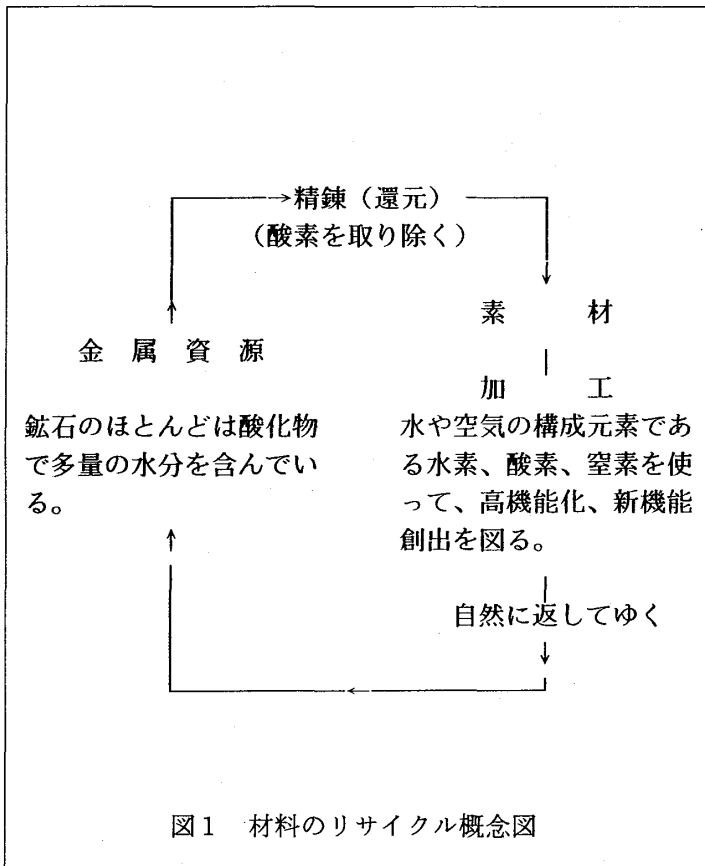 精錬（還元）
（酸素を取り除く）
素　材
金属資源
加　工
鉱石のほとんどは酸化物
で多量の水分を含んでい
る。
水や空気の構成元素であ
る水素、酸素、窒素を使
って、高機能化、新機能
創出を図る。
自然に返してゆく
図1　材料のリサイクル概念図